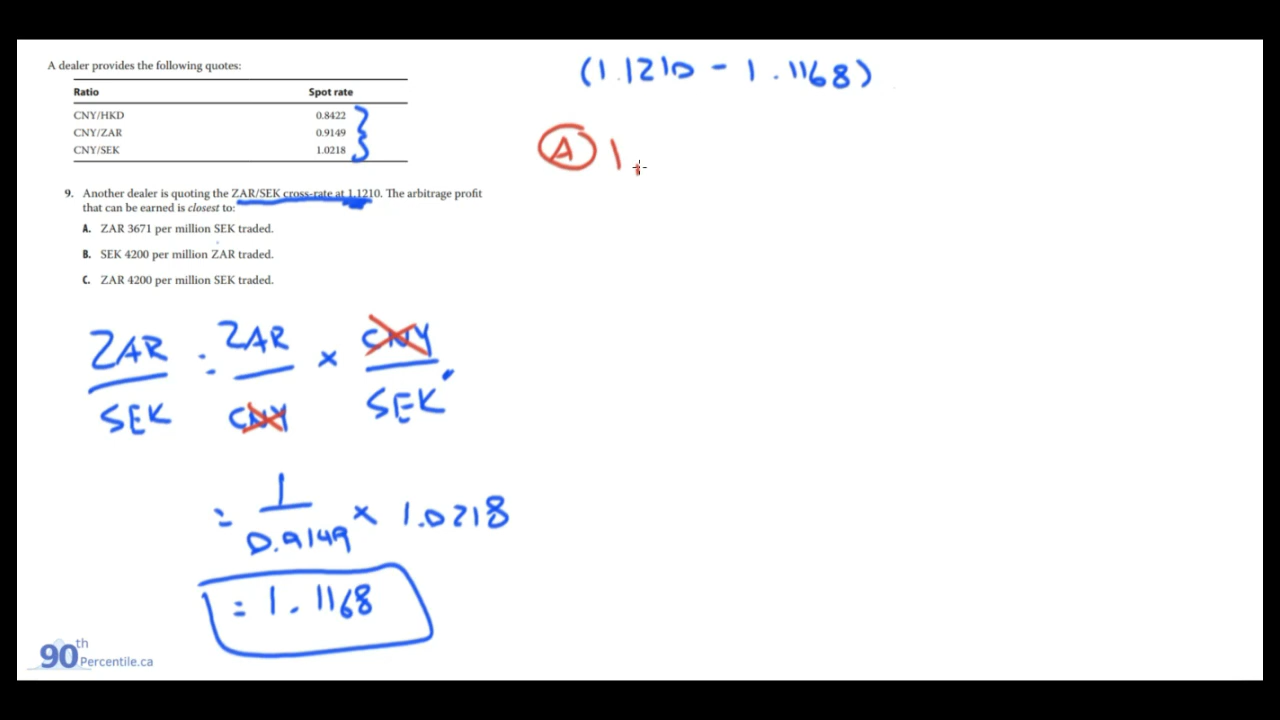 A dealer provides the following quotes:
Ratio Spot rate
CNY/HKD 0.8422
CNY/ZAR 0.9149
CNY/SEK 1.0218
9. Another dealer is quoting the ZAR/SEK cross-rate at 1.1210. The arbitrage profit
that can be earned is closest to:
A. ZAR 3671 per million SEK traded.
B. SEK 4200 per million ZAR traded.
C. ZAR 4200 per million SEK traded.
ZAR/SEK = ZAR/CNY × CNY/SEK
= 1/0.9149 × 1.0218
= 1.1168
(1.1210 - 1.1168)
A 1.
90th
Percentile.ca